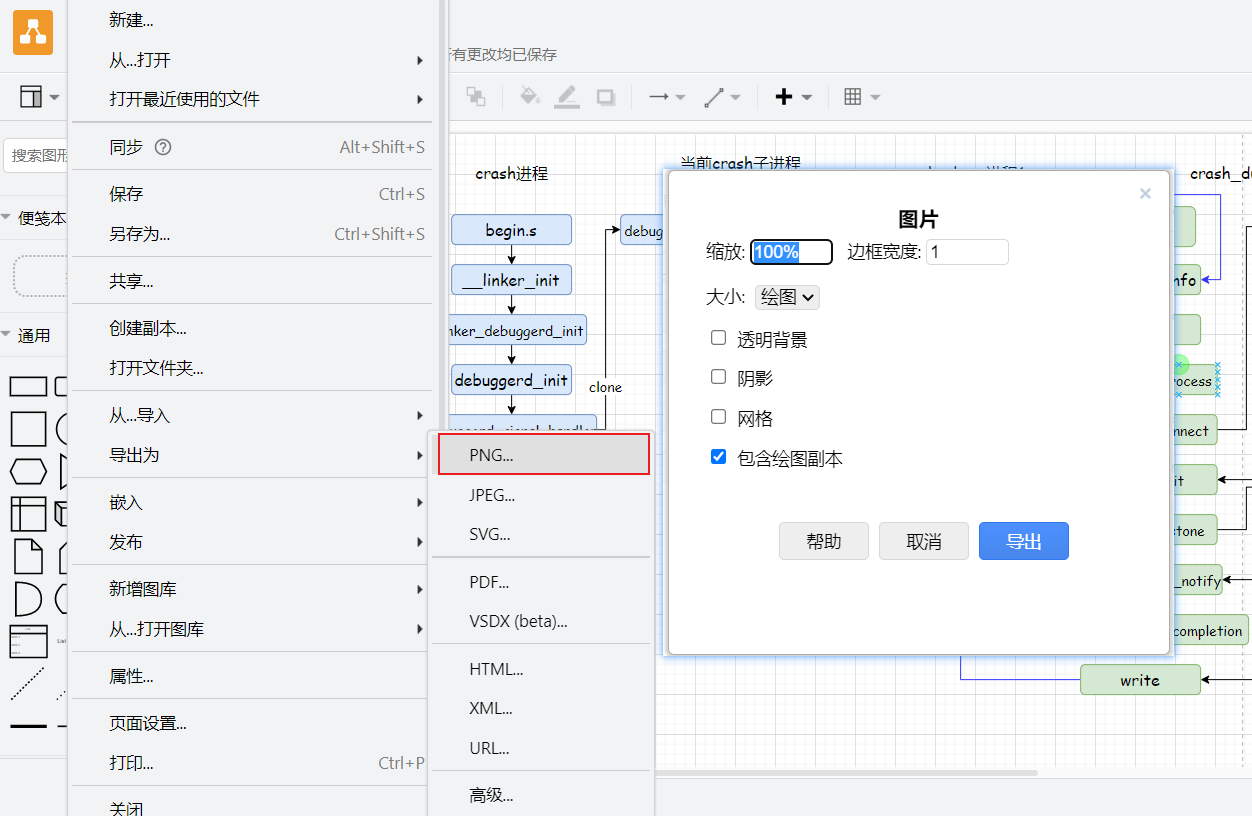 新建...
从...打开
打开最近使用的文件
同步 ? Alt+Shift+S
保存 Ctrl+S
另存为... Ctrl+Shift+S
共享...
创建副本...
打开文件夹...
从...导入
导出为
嵌入
发布
新增图库
从...打开图库
属性...
页面设置...
打印... Ctrl+P
关闭
PNG...
JPEG...
SVG...
PDF...
VSDX (beta)...
HTML...
XML...
URL...
高级...
搜索图形
便笺本
通用
所有更改均已保存
crash进程
begin.s
__linker_init
nker_debuggerd_init
debuggerd_init
clone
当前crash子进程
debug
crash_du
图片
缩放: 100% 边框宽度: 1
大小: 绘图
透明背景
阴影
网格
包含绘图副本
帮助 取消 导出
nfo
ocess
nnect
it
stone
_notify
completion
write